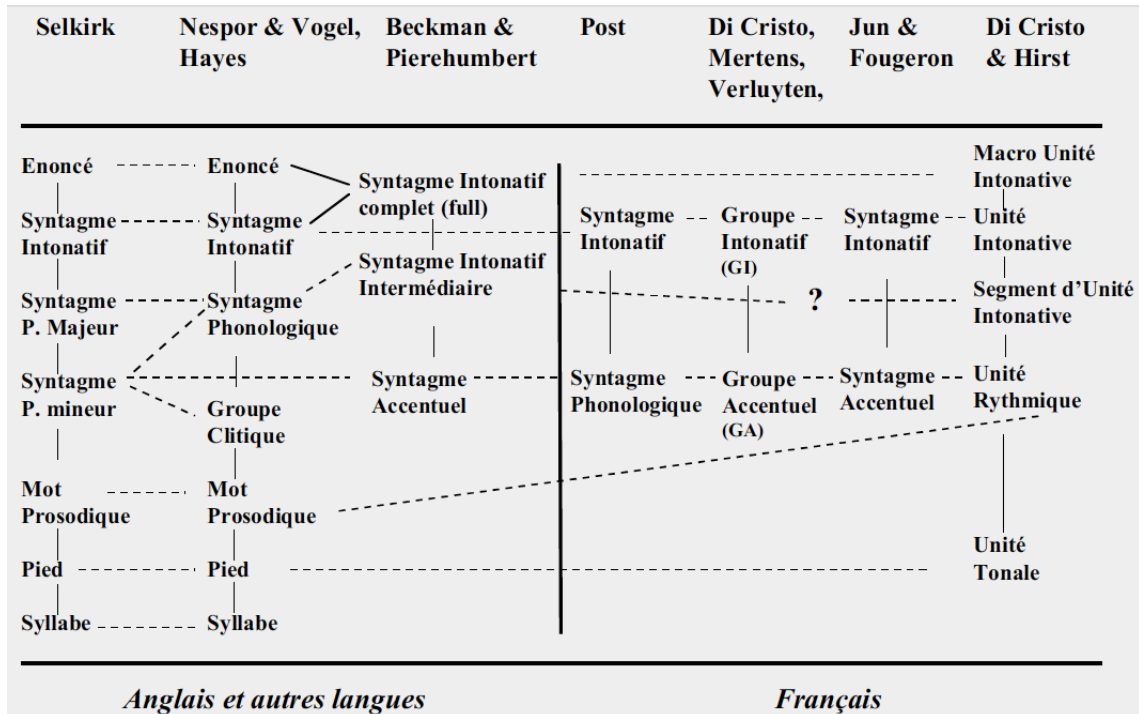 Selkirk
Nespor & Vogel,
Hayes
Beckman &
Pierehumbert
Post
Di Cristo,
Mertens,
Verluyten,
Jun &
Fougeron
Di Cristo
& Hirst
Enoncé
Syntagme
Intonatif
Syntagme
P. Majeur
Syntagme
P. mineur
Mot
Prosodique
Pied
Syllabe
Enoncé
Syntagme
Intonatif
Syntagme
Phonologique
Groupe
Clitique
Mot
Prosodique
Pied
Syllabe
Syntagme Intonatif
complet (full)
Syntagme Intonatif
Intermédiaire
Syntagme
Accentuel
Syntagme
Intonatif
Syntagme
Phonologique
Groupe
Intonatif
(GI)
?
Groupe
Accentuel
(GA)
Syntagme
Intonatif
Syntagme
Accentuel
Macro Unité
Intonative
Unité
Intonative
Segment d'Unité
Intonative
Unité
Rythmique
Unité
Tonale
Anglais et autres langues
Français